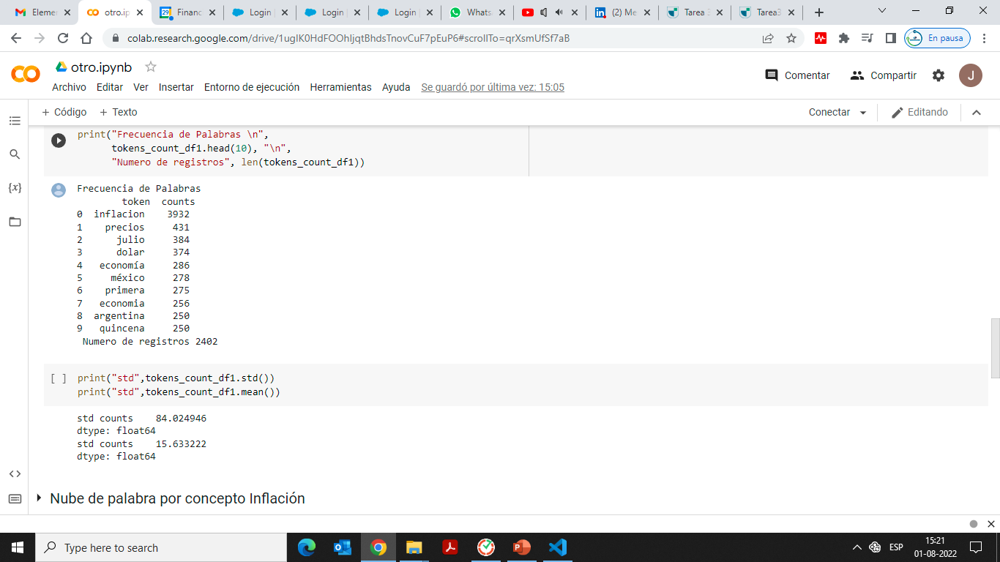 Elemen
otro.ip
29
Financ
Login
Login
Login
Whats
(2) Me
Tarea 3
Tarea3
colab.research.google.com/drive/1uglK0HdFOOhIjqtBhdsTnovCuF7pEuP6#scrollTo=qrXsmUfSf7aB
En pausa
otro.ipynb
Archivo Editar Ver Insertar Entorno de ejecución Herramientas Ayuda Se guardó por última vez: 15:05
Comentar
Compartir
J
+ Código + Texto
Conectar
Editando
{x}
print("Frecuencia de Palabras \n",
tokens_count_df1.head(10), "\n",
"Numero de registros", len(tokens_count_df1))
Frecuencia de Palabras
token counts
0 inflacion 3932
1 precios 431
2 julio 384
3 dolar 374
4 economía 286
5 méxico 278
6 primera 275
7 economia 256
8 argentina 250
9 quincena 250
Numero de registros 2402
[ ] print("std",tokens_count_df1.std())
print("std",tokens_count_df1.mean())
std counts 84.024946
dtype: float64
std counts 15.633222
dtype: float64
Nube de palabra por concepto Inflación
Type here to search
ESP
15:21
01-08-2022